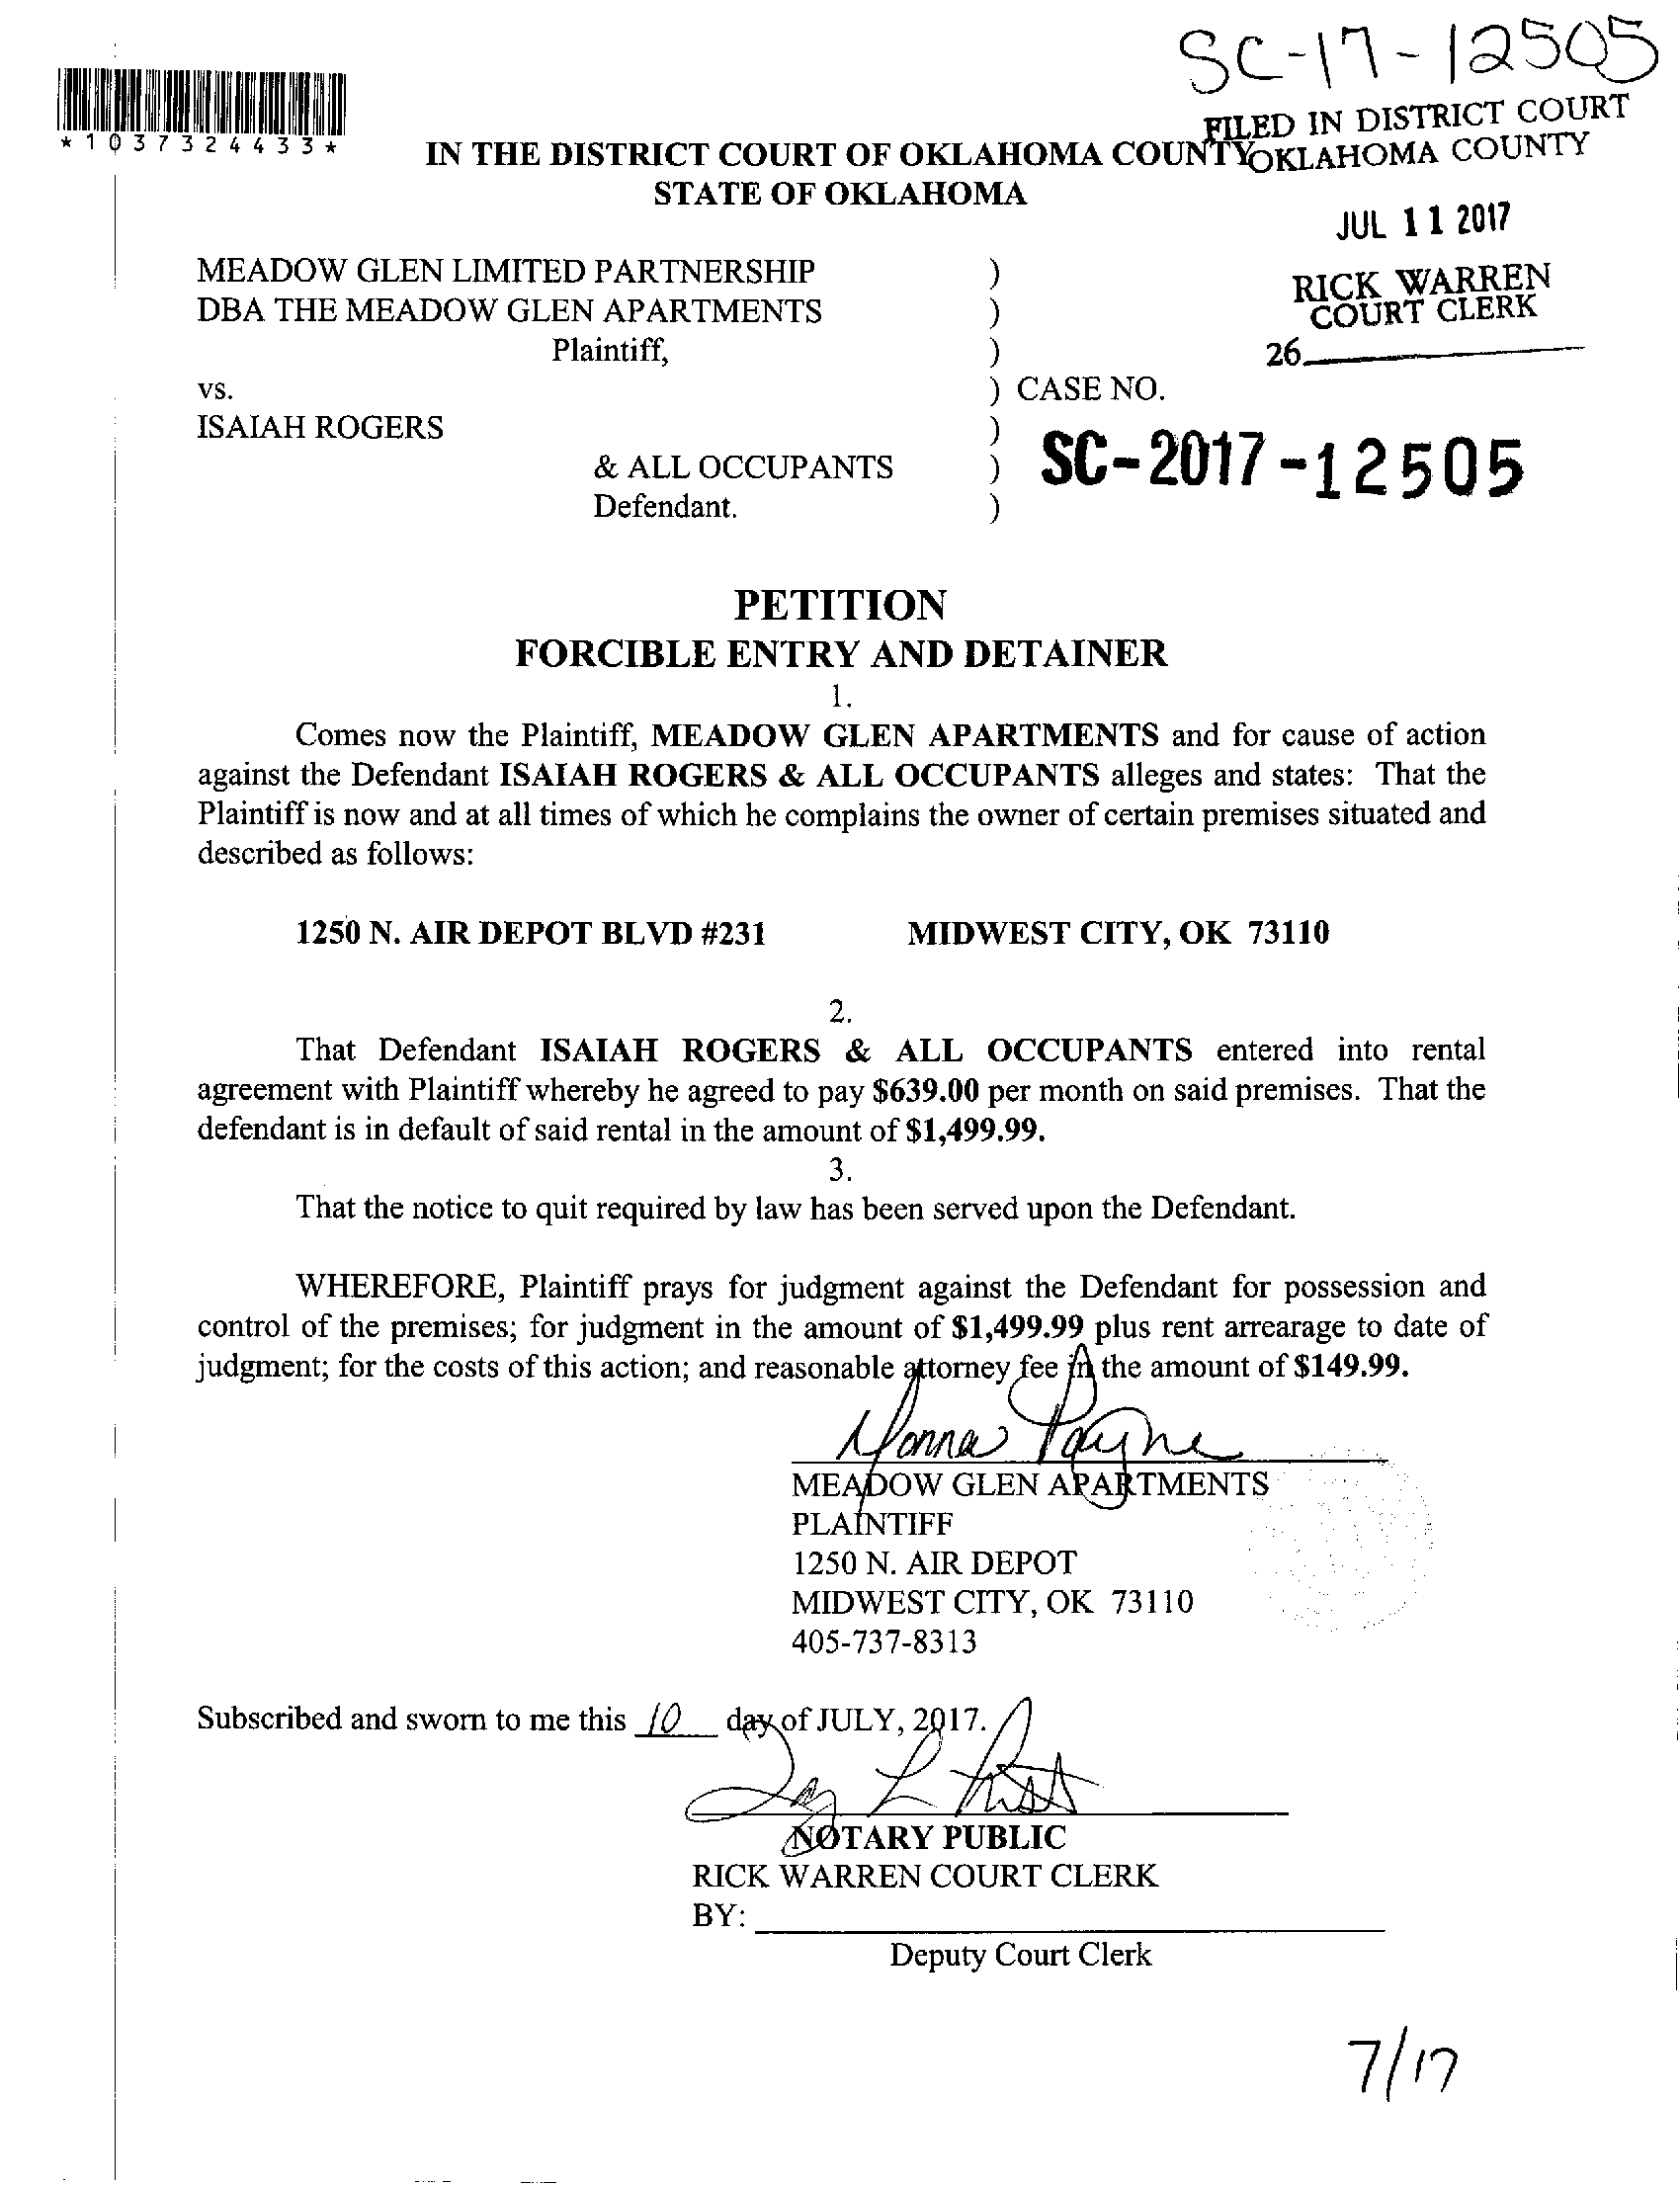 SC-17-12505
*1037324433*
FILED IN DISTRICT COURT
OKLAHOMA COUNTY
IN THE DISTRICT COURT OF OKLAHOMA COUNTY
STATE OF OKLAHOMA
JUL 11 2017
RICK WARREN
COURT CLERK
26
MEADOW GLEN LIMITED PARTNERSHIP )
DBA THE MEADOW GLEN APARTMENTS )
Plaintiff, )
vs. ) CASE NO.
ISAIAH ROGERS )
& ALL OCCUPANTS ) SC-2017-12505
Defendant. )
PETITION
FORCIBLE ENTRY AND DETAINER
1.
Comes now the Plaintiff, MEADOW GLEN APARTMENTS and for cause of action
against the Defendant ISAIAH ROGERS & ALL OCCUPANTS alleges and states: That the
Plaintiff is now and at all times of which he complains the owner of certain premises situated and
described as follows:
1250 N. AIR DEPOT BLVD #231 MIDWEST CITY, OK 73110
2.
That Defendant ISAIAH ROGERS & ALL OCCUPANTS entered into rental
agreement with Plaintiff whereby he agreed to pay $639.00 per month on said premises. That the
defendant is in default of said rental in the amount of $1,499.99.
3.
That the notice to quit required by law has been served upon the Defendant.
WHEREFORE, Plaintiff prays for judgment against the Defendant for possession and
control of the premises; for judgment in the amount of $1,499.99 plus rent arrearage to date of
judgment; for the costs of this action; and reasonable attorney fee in the amount of $149.99.
Donna Payne
MEADOW GLEN APARTMENTS
PLAINTIFF
1250 N. AIR DEPOT
MIDWEST CITY, OK 73110
405-737-8313
Subscribed and sworn to me this 10 day of JULY, 2017.
NOTARY PUBLIC
RICK WARREN COURT CLERK
BY:
Deputy Court Clerk
7/17